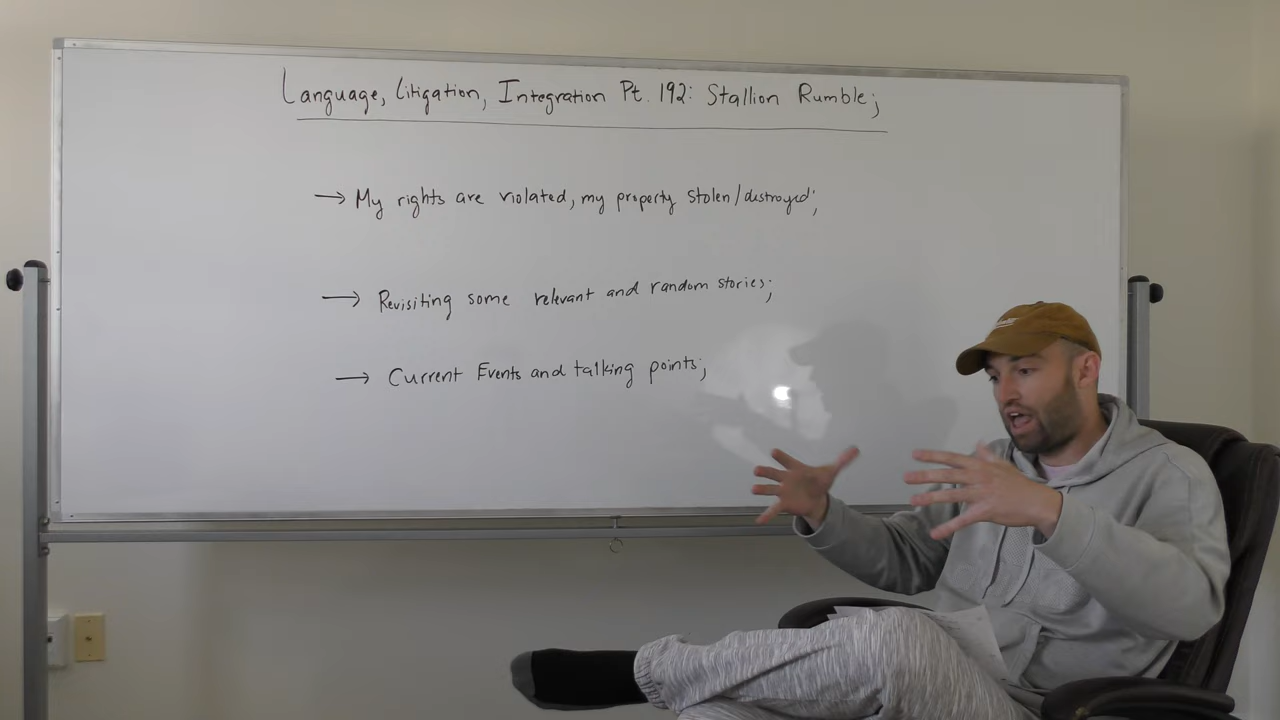 Language, Litigation, Integration Pt. 192: Stallion Rumble;
→ My rights are violated, my property stolen/destroyed;
→ Revisiting some relevant and random stories;
→ Current Events and talking points;